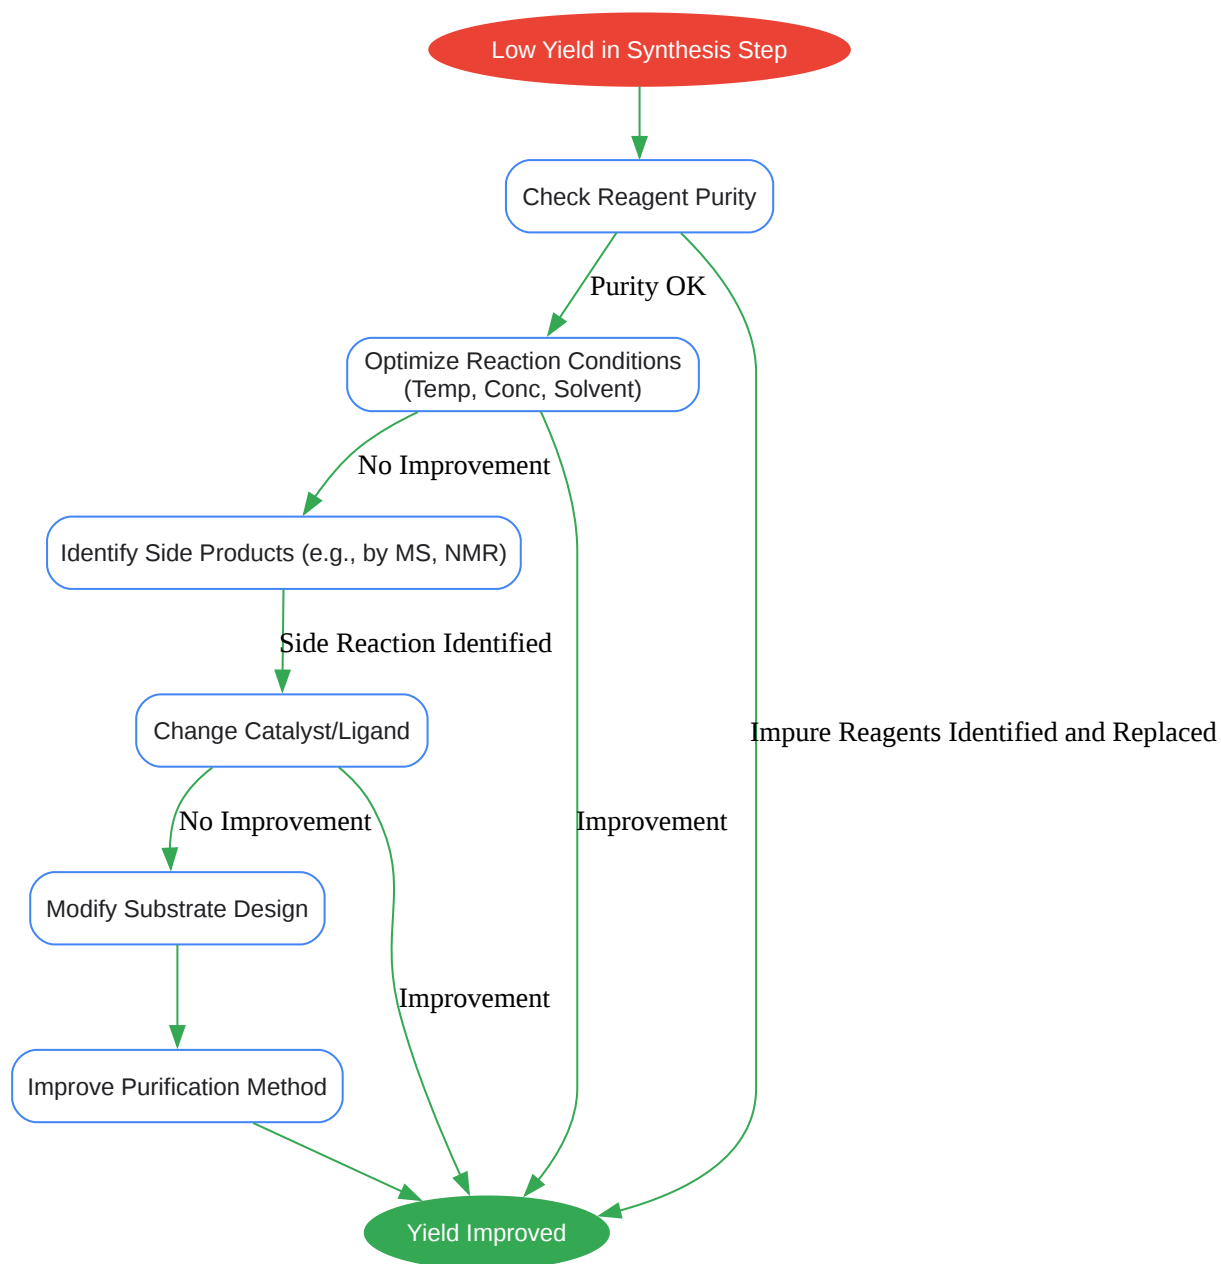 Low Yield in Synthesis Step
Check Reagent Purity
Purity OK
Optimize Reaction Conditions
(Temp, Conc, Solvent)
No Improvement
Identify Side Products (e.g., by MS, NMR)
Side Reaction Identified
Change Catalyst/Ligand
Impure Reagents Identified and Replaced
No Improvement
Improvement
Modify Substrate Design
Improvement
Improve Purification Method
Yield Improved